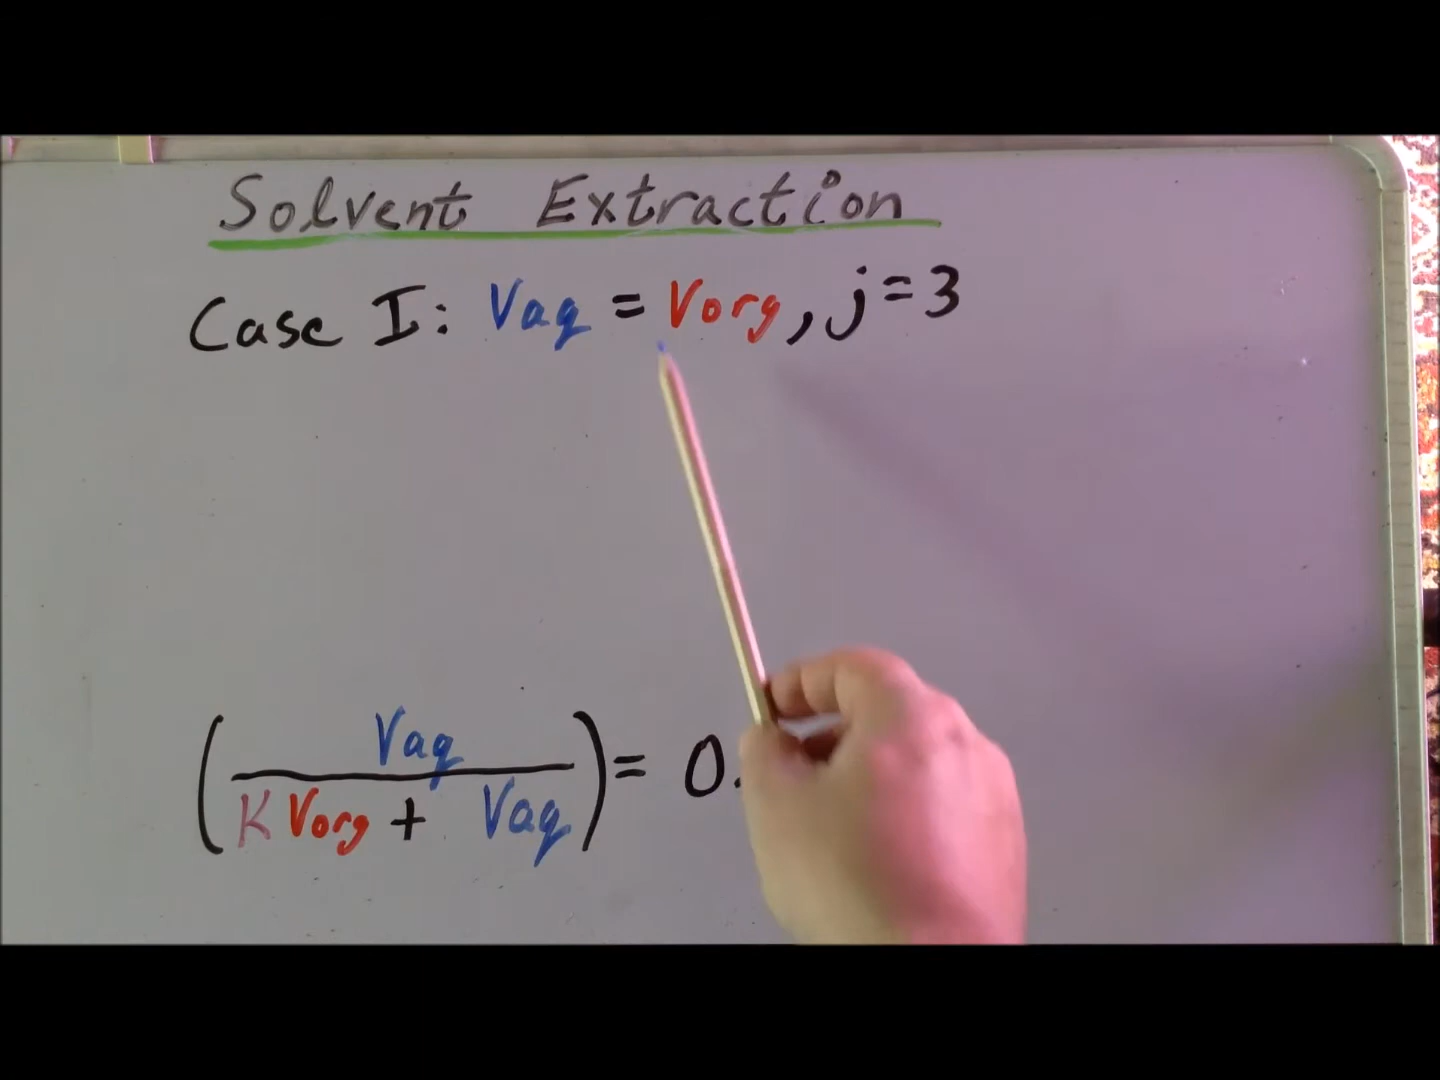 Solvent Extraction
Case I: Vaq = Vorg, j=3
(Vaq / K Vorg + Vaq) = 0.